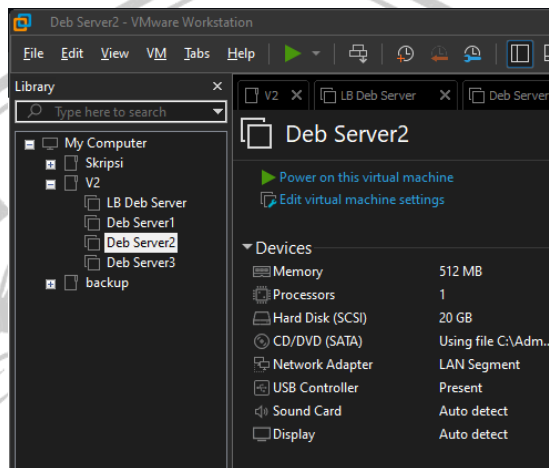 Deb Server2 - VMware Workstation
File Edit View VM Tabs Help
Library
Type here to search
My Computer
Skripsi
V2
LB Deb Server
Deb Server1
Deb Server2
Deb Server3
backup
V2 LB Deb Server Deb Server
Deb Server2
Power on this virtual machine
Edit virtual machine settings
Devices
Memory 512 MB
Processors 1
Hard Disk (SCSI) 20 GB
CD/DVD (SATA) Using file C:\Adm...
Network Adapter LAN Segment
USB Controller Present
Sound Card Auto detect
Display Auto detect